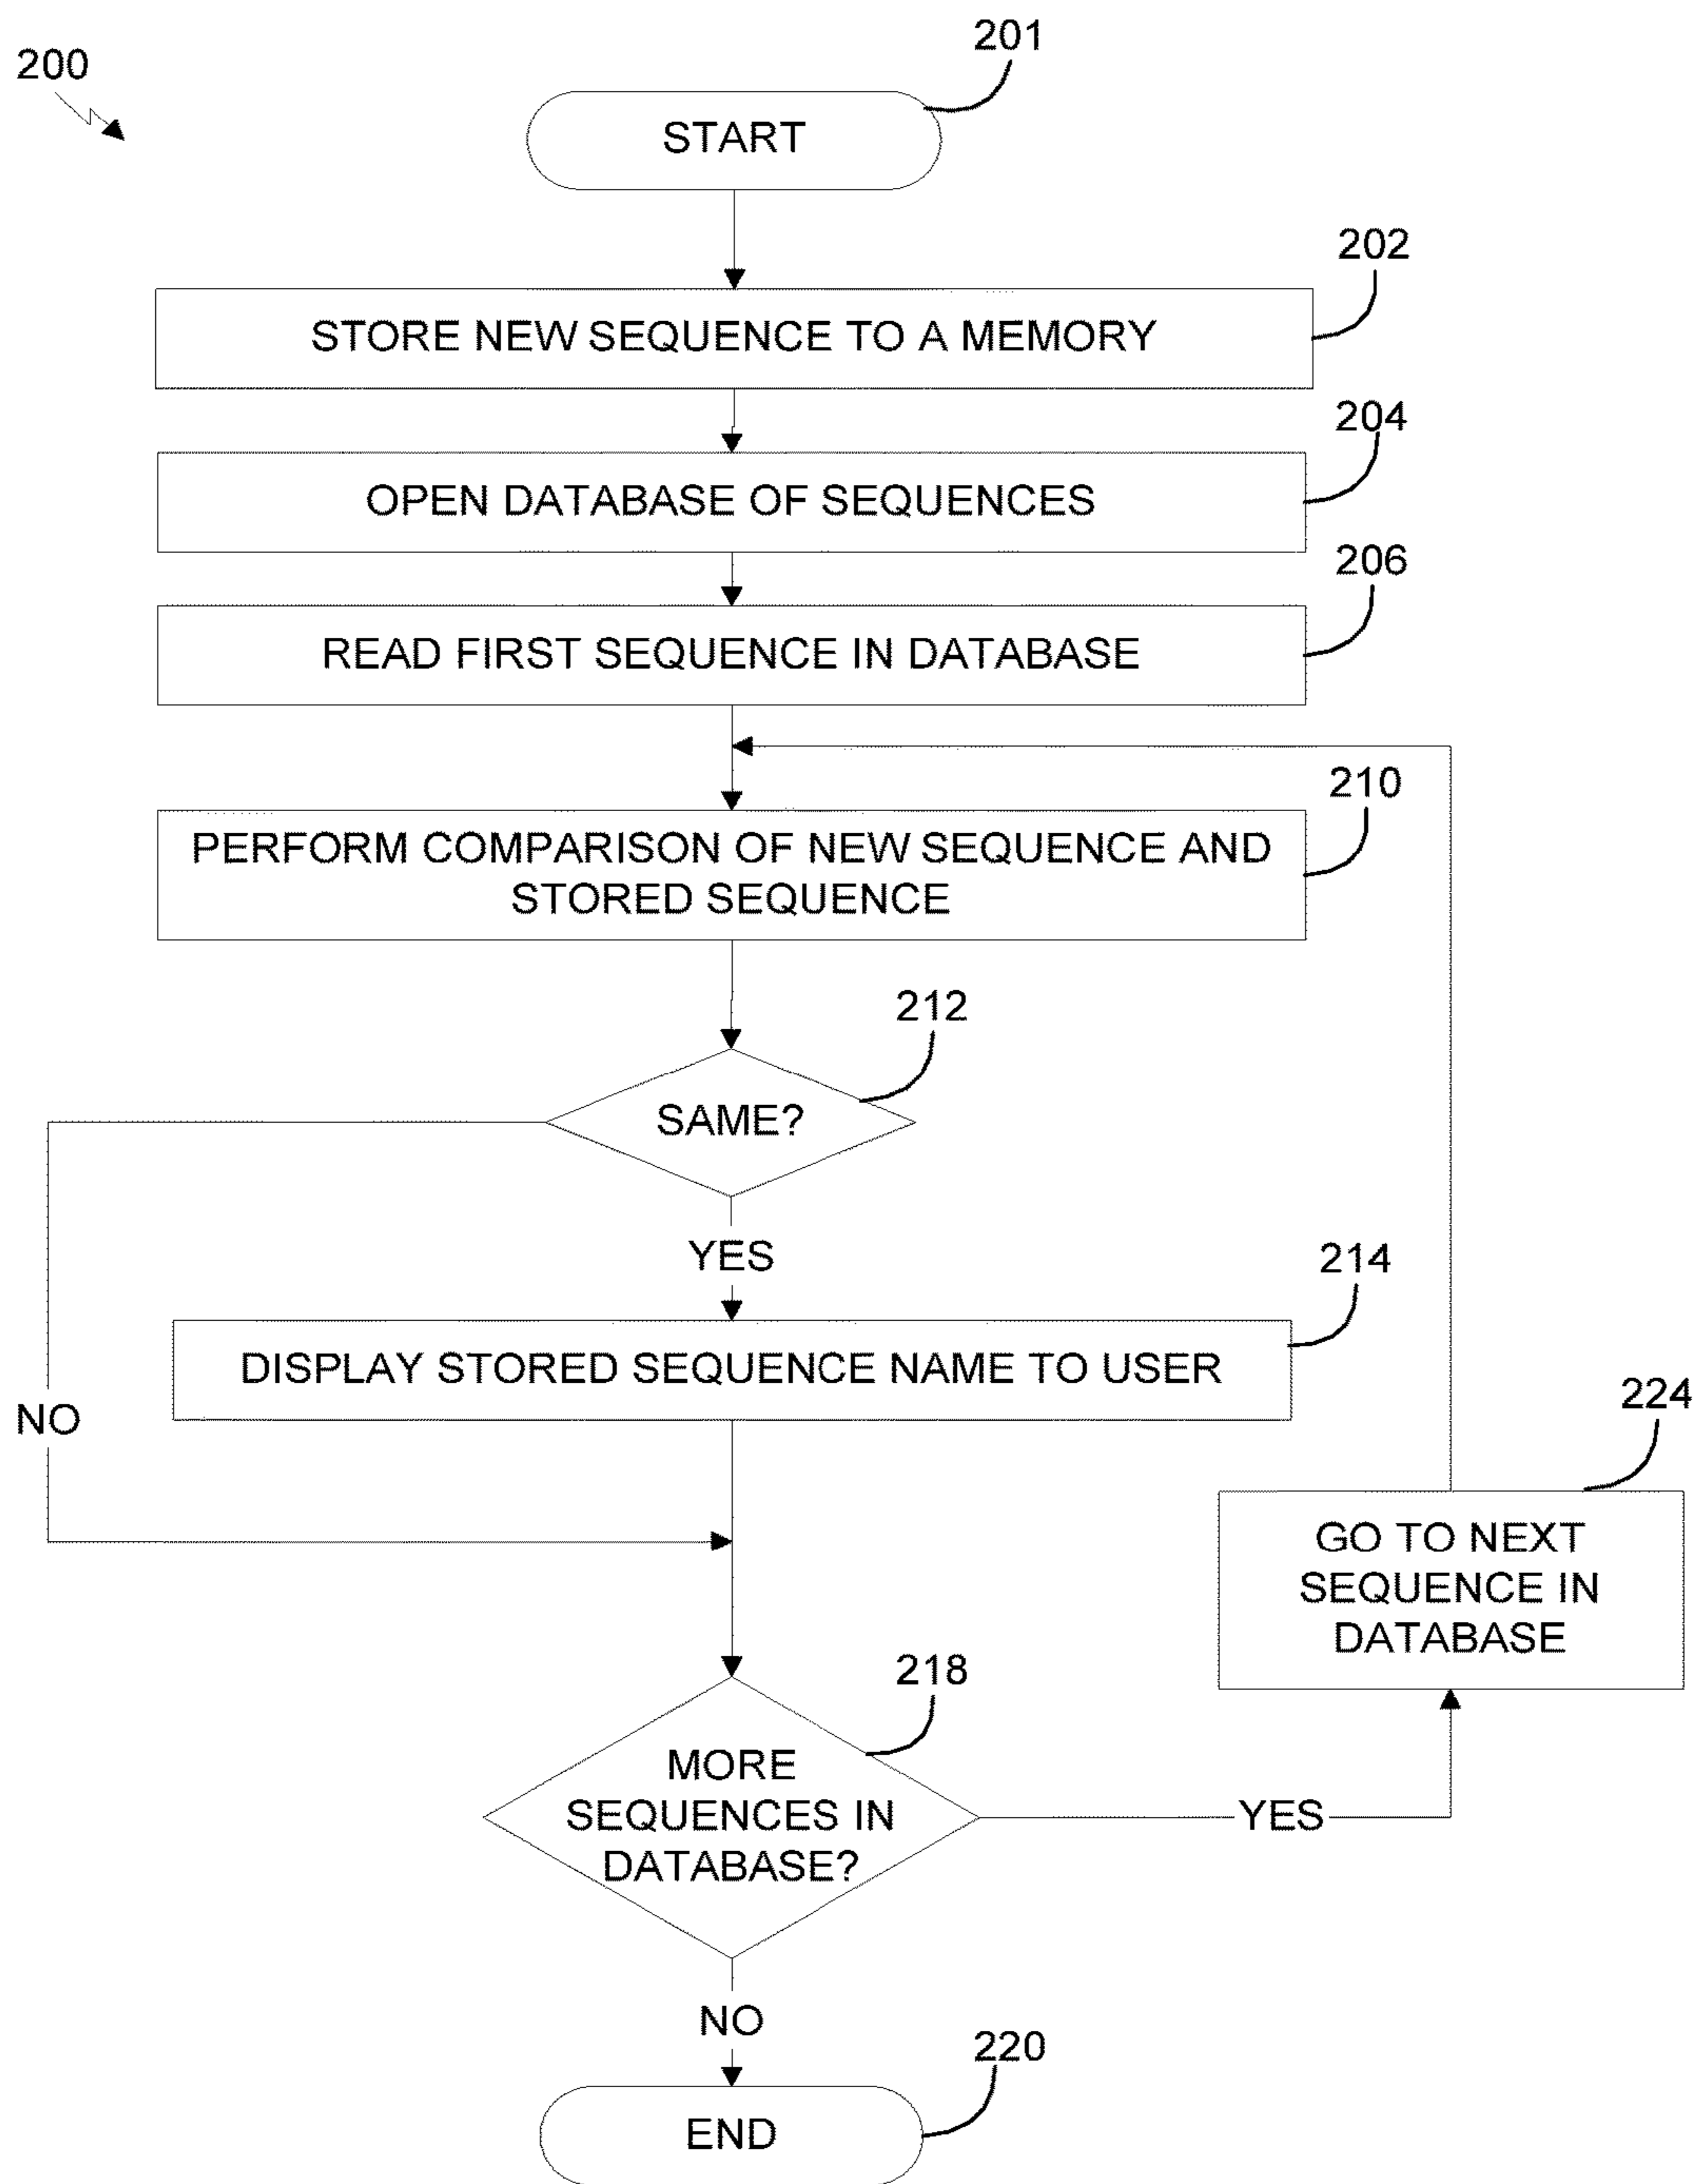 200
201
START
202
STORE NEW SEQUENCE TO A MEMORY
204
OPEN DATABASE OF SEQUENCES
206
READ FIRST SEQUENCE IN DATABASE
210
PERFORM COMPARISON OF NEW SEQUENCE AND
STORED SEQUENCE
212
SAME?
YES
214
DISPLAY STORED SEQUENCE NAME TO USER
NO
224
GO TO NEXT
SEQUENCE IN
DATABASE
218
MORE
SEQUENCES IN
DATABASE?
YES
NO
220
END